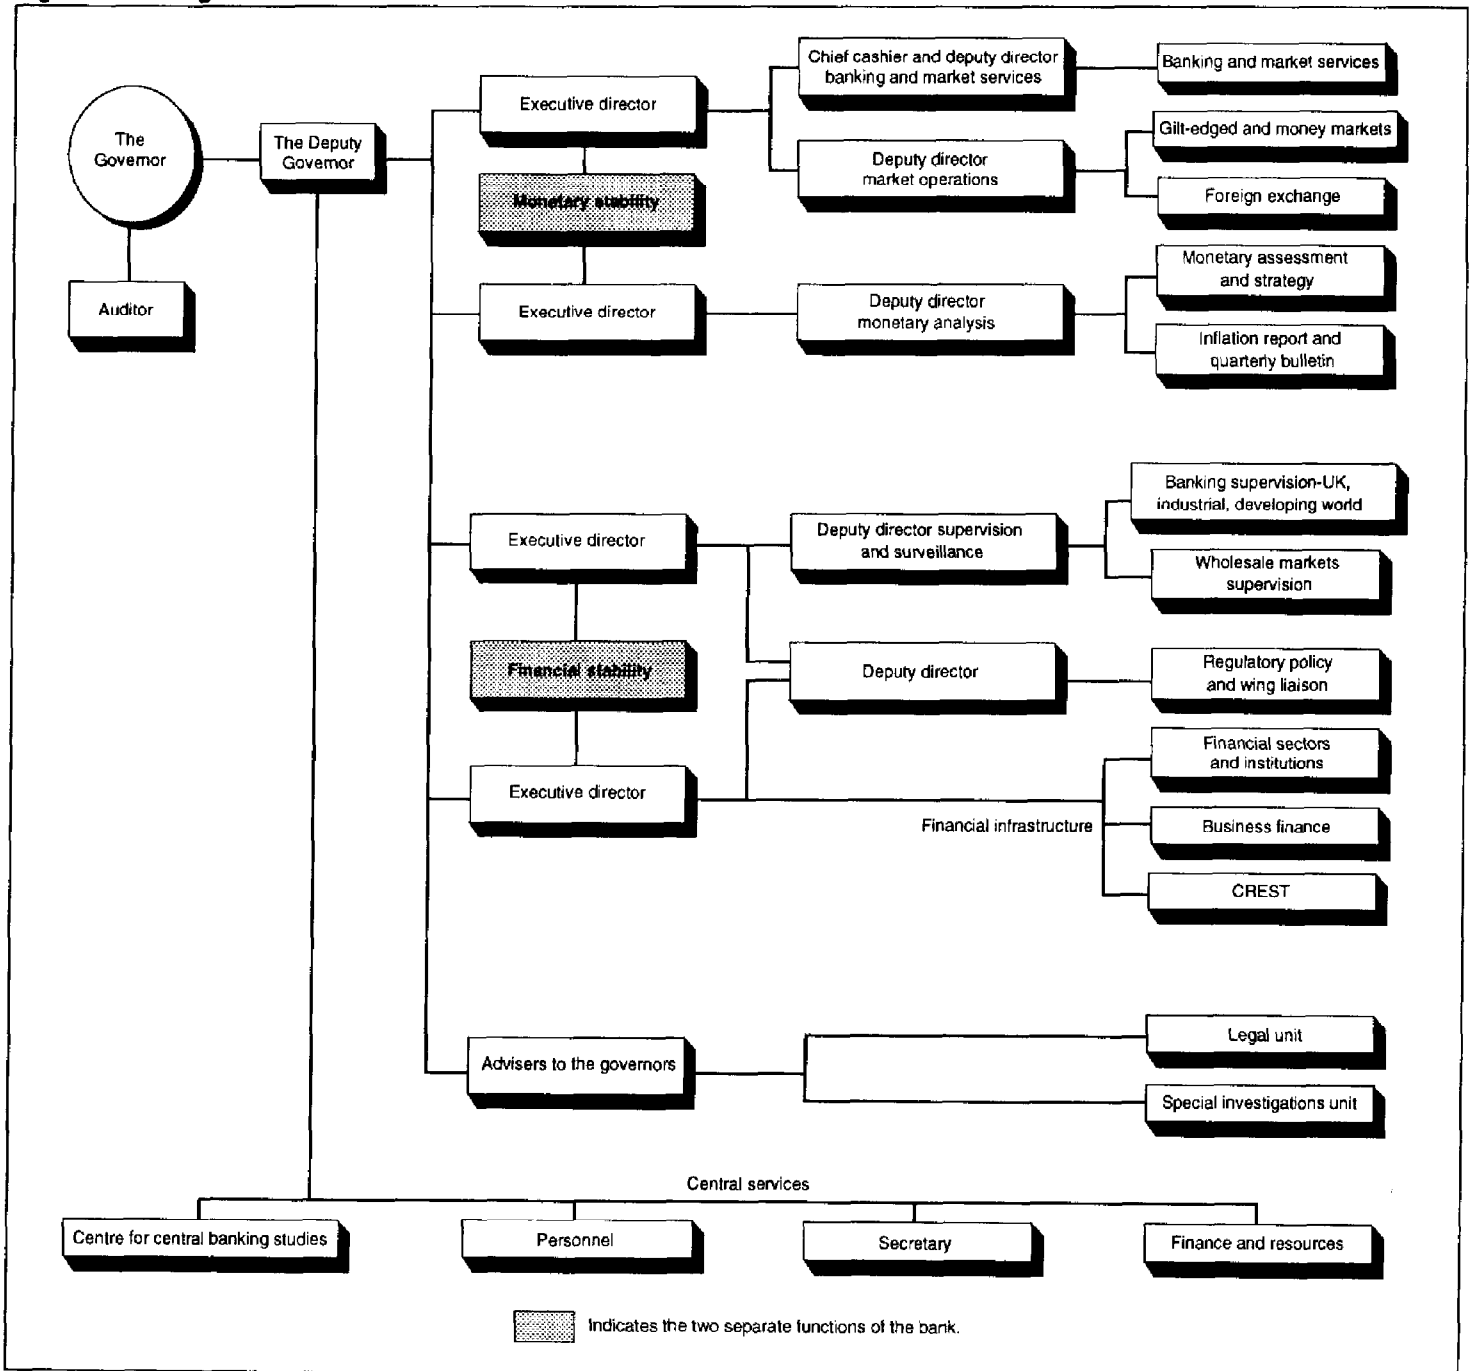 The
Governor
The Deputy
Governor
Auditor
Executive director
Monetary stability
Executive director
Chief cashier and deputy director
banking and market services
Deputy director
market operations
Deputy director
monetary analysis
Banking and market services
Gilt-edged and money markets
Foreign exchange
Monetary assessment
and strategy
Inflation report and
quarterly bulletin
Executive director
Financial stability
Executive director
Deputy director supervision
and surveillance
Deputy director
Financial infrastructure
Banking supervision-UK,
industrial, developing world
Wholesale markets
supervision
Regulatory policy
and wing liaison
Financial sectors
and institutions
Business finance
CREST
Advisers to the governors
Legal unit
Special investigations unit
Central services
Centre for central banking studies
Personnel
Secretary
Finance and resources
Indicates the two separate functions of the bank.